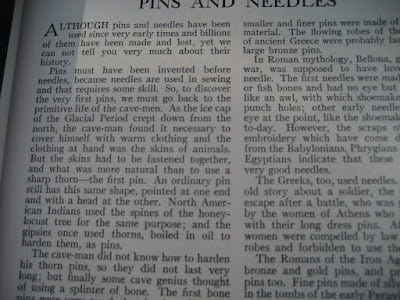 PINS AND NEEDLES
ALTHOUGH pins and needles have been
used since very early times and billions
of them have been made and lost, yet we
can not tell you very much about their
history.
Pins must have been invented before
needles, because needles are used in sewing
and that requires some skill. So, to discover
the very first pins, we must go back to the
primitive life of the cave-men. As the ice cap
of the Glacial Period crept down from
the north, the cave-man found it necessary to
cover himself with warm clothing and the
clothing at hand was the skins of animals.
But the skins had to be fastened together,
and what was more natural than to use a
sharp thorn—the first pin. An ordinary pin
still has this same shape, pointed at one end
and with a head at the other. North Amer-
ican Indians used the spines of the honey-
locust tree for the same purpose; and the
gipsies once used thorns, boiled in oil to
harden them, as pins.
The cave-man did not know how to harden
his thorn pins, so they did not last very
long; but finally some cave genius thought
of using a splinter of bone. The first bone
smaller and finer pins were made of
material. The flowing robes of the
of ancient Greece were probably fas
large bronze pins.
In Roman mythology, Bellona, g
war, was supposed to have inv
needle. The first needles were mad
or fish bones and had no eye but
like an awl, with which shoemake
punch holes; other early needle
eye at the point, like the shoemak
to-day. However, the scraps o
embroidery which have come d
from the Babylonians, Phrygians
Egyptians indicate that these
very good needles.
The Greeks, too, used needles.
old story about a soldier, the
escape after a battle, who was p
by the women of Athens who
with their long dress pins. A
women were compelled by law
robes and forbidden to use th
The Romans of the Iron Ag
bronze and gold pins, and pr
pins too. Fine pins made of si
in the tombs of the early Peru